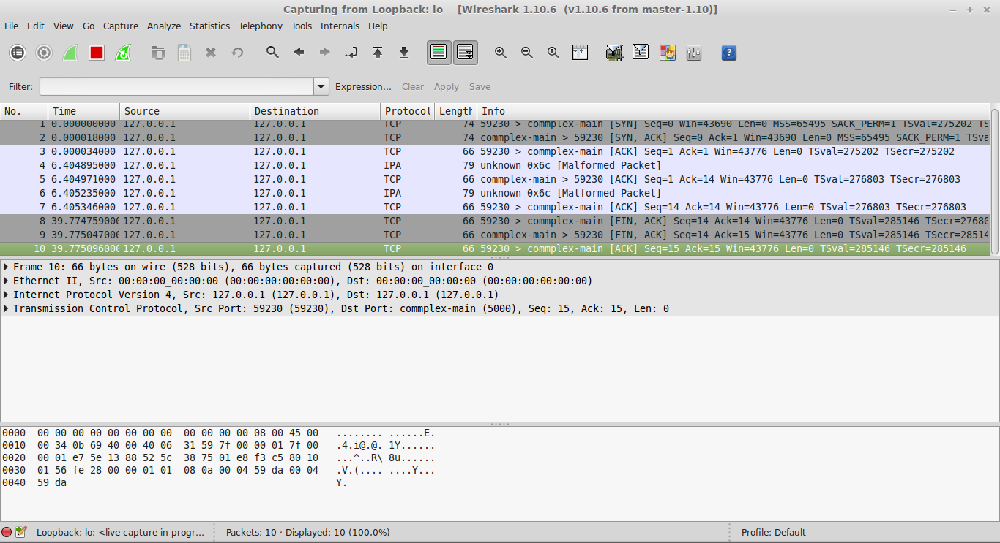 Capturing from Loopback: lo [Wireshark 1.10.6 (v1.10.6 from master-1.10)]
File Edit View Go Capture Analyze Statistics Telephony Tools Internals Help
Filter: Expression... Clear Apply Save
No. Time Source Destination Protocol Length Info
1 0.000000000 127.0.0.1 127.0.0.1 TCP 74 59230 > commplex-main [SYN] Seq=0 Win=43690 Len=0 MSS=65495 SACK_PERM=1 TSval=275202 TS
2 0.000018000 127.0.0.1 127.0.0.1 TCP 74 commplex-main > 59230 [SYN, ACK] Seq=0 Ack=1 Win=43690 Len=0 MSS=65495 SACK_PERM=1 TSva
3 0.000034000 127.0.0.1 127.0.0.1 TCP 66 59230 > commplex-main [ACK] Seq=1 Ack=1 Win=43776 Len=0 TSval=275202 TSecr=275202
4 6.404895000 127.0.0.1 127.0.0.1 IPA 79 unknown 0x6c [Malformed Packet]
5 6.404971000 127.0.0.1 127.0.0.1 TCP 66 commplex-main > 59230 [ACK] Seq=1 Ack=14 Win=43776 Len=0 TSval=276803 TSecr=276803
6 6.405235000 127.0.0.1 127.0.0.1 IPA 79 unknown 0x6c [Malformed Packet]
7 6.405346000 127.0.0.1 127.0.0.1 TCP 66 59230 > commplex-main [ACK] Seq=14 Ack=14 Win=43776 Len=0 TSval=276803 TSecr=276803
8 39.774759000 127.0.0.1 127.0.0.1 TCP 66 59230 > commplex-main [FIN, ACK] Seq=14 Ack=14 Win=43776 Len=0 TSval=285146 TSecr=27680
9 39.775047000 127.0.0.1 127.0.0.1 TCP 66 commplex-main > 59230 [FIN, ACK] Seq=14 Ack=15 Win=43776 Len=0 TSval=285146 TSecr=28514
10 39.775096000 127.0.0.1 127.0.0.1 TCP 66 59230 > commplex-main [ACK] Seq=15 Ack=15 Win=43776 Len=0 TSval=285146 TSecr=285146
Frame 10: 66 bytes on wire (528 bits), 66 bytes captured (528 bits) on interface 0
Ethernet II, Src: 00:00:00_00:00:00 (00:00:00:00:00:00), Dst: 00:00:00_00:00:00 (00:00:00:00:00:00)
Internet Protocol Version 4, Src: 127.0.0.1 (127.0.0.1), Dst: 127.0.0.1 (127.0.0.1)
Transmission Control Protocol, Src Port: 59230 (59230), Dst Port: commplex-main (5000), Seq: 15, Ack: 15, Len: 0
0000 00 00 00 00 00 00 00 00 00 00 00 00 08 00 45 00 ........ ......E.
0010 00 34 0b 69 40 00 40 06 31 59 7f 00 00 01 7f 00 .4.i@.@. 1Y......
0020 00 01 e7 5e 13 88 52 5c 38 75 01 e8 f3 c5 80 10 ...^..R\ 8u......
0030 01 56 fe 28 00 00 01 01 08 0a 00 04 59 da 00 04 .V.(.... ....Y...
0040 59 da Y.
Loopback: lo: <live capture in progr... Packets: 10 · Displayed: 10 (100,0%) Profile: Default